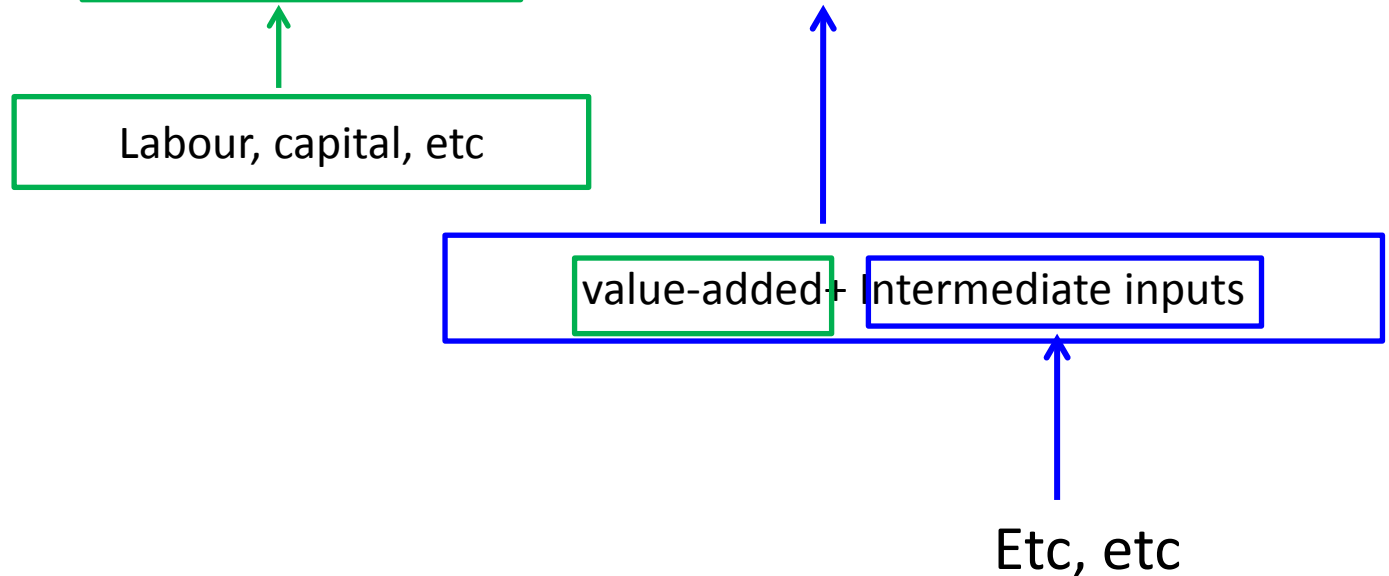 Labour, capital, etc
value-added+ Intermediate inputs
Etc, etc